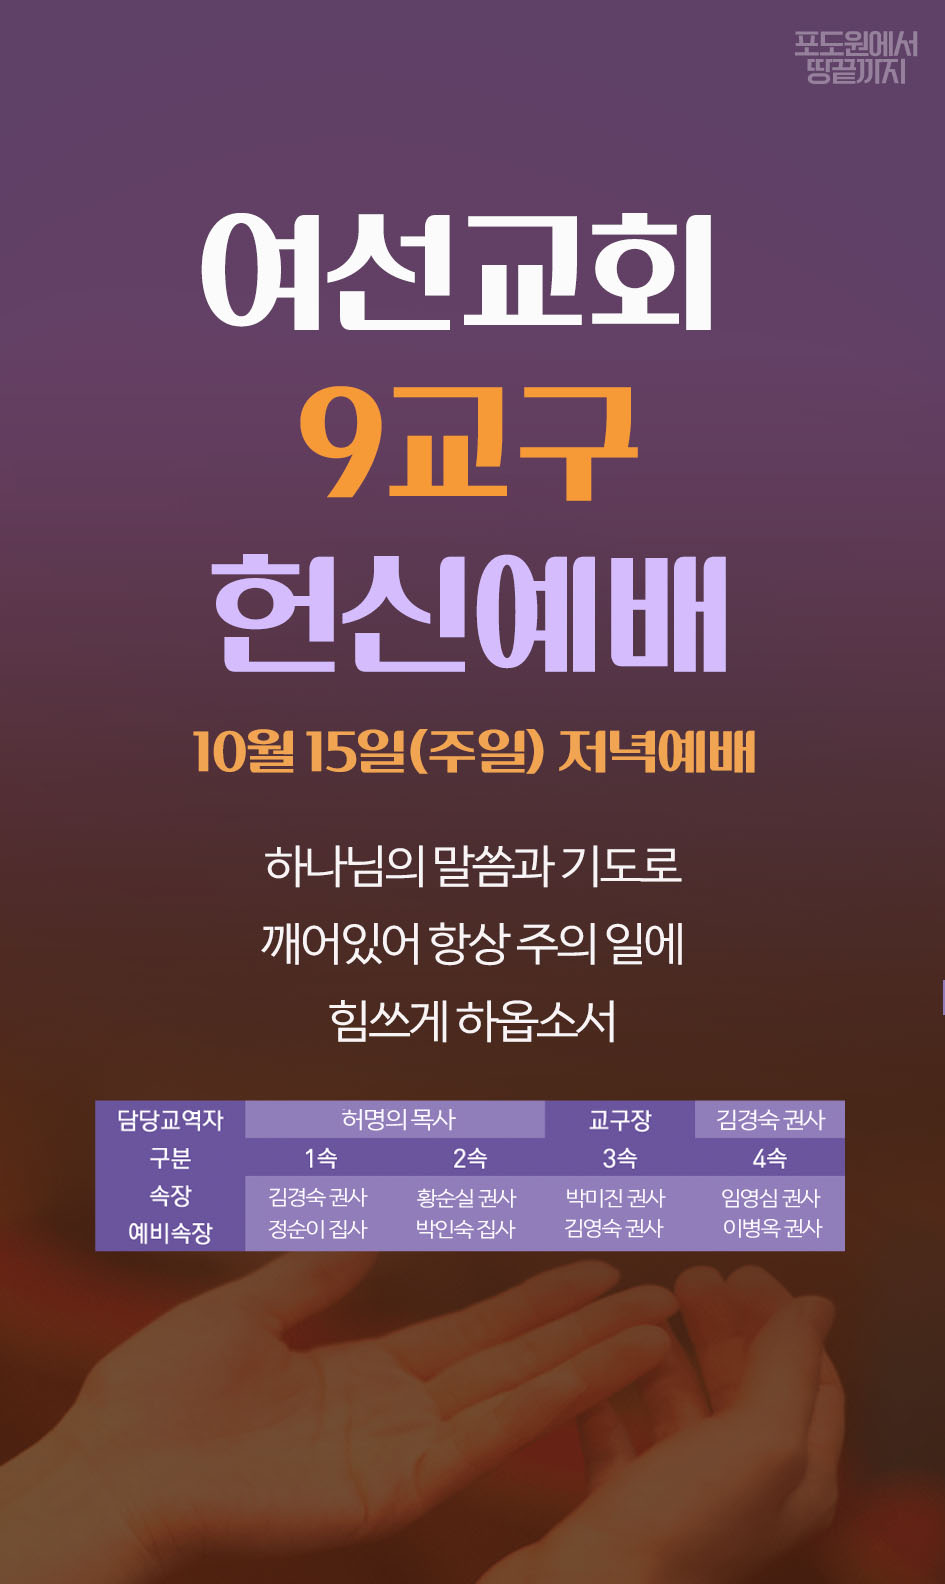 포도원에서
땅끝까지
여선교회
9교구
헌신예배
10월 15일(주일) 저녁예배
하나님의 말씀과 기도로
깨어있어 항상 주의 일에
힘쓰게 하옵소서
담당교역자 허명의 목사 교구장 김경숙 권사
구분 1속 2속 3속 4속
속장 김경숙 권사 황순실 권사 박미진 권사 임영심 권사
예비속장 정순이 집사 박인숙 집사 김영숙 권사 이병옥 권사